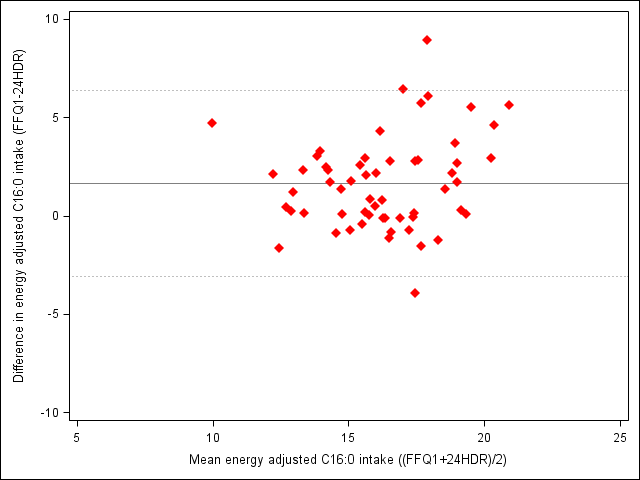 Difference in energy adjusted C16:0 intake (FFQ1-24HDR)
10
5
0
-5
-10
5 10 15 20 25
Mean energy adjusted C16:0 intake ((FFQ1+24HDR)/2)